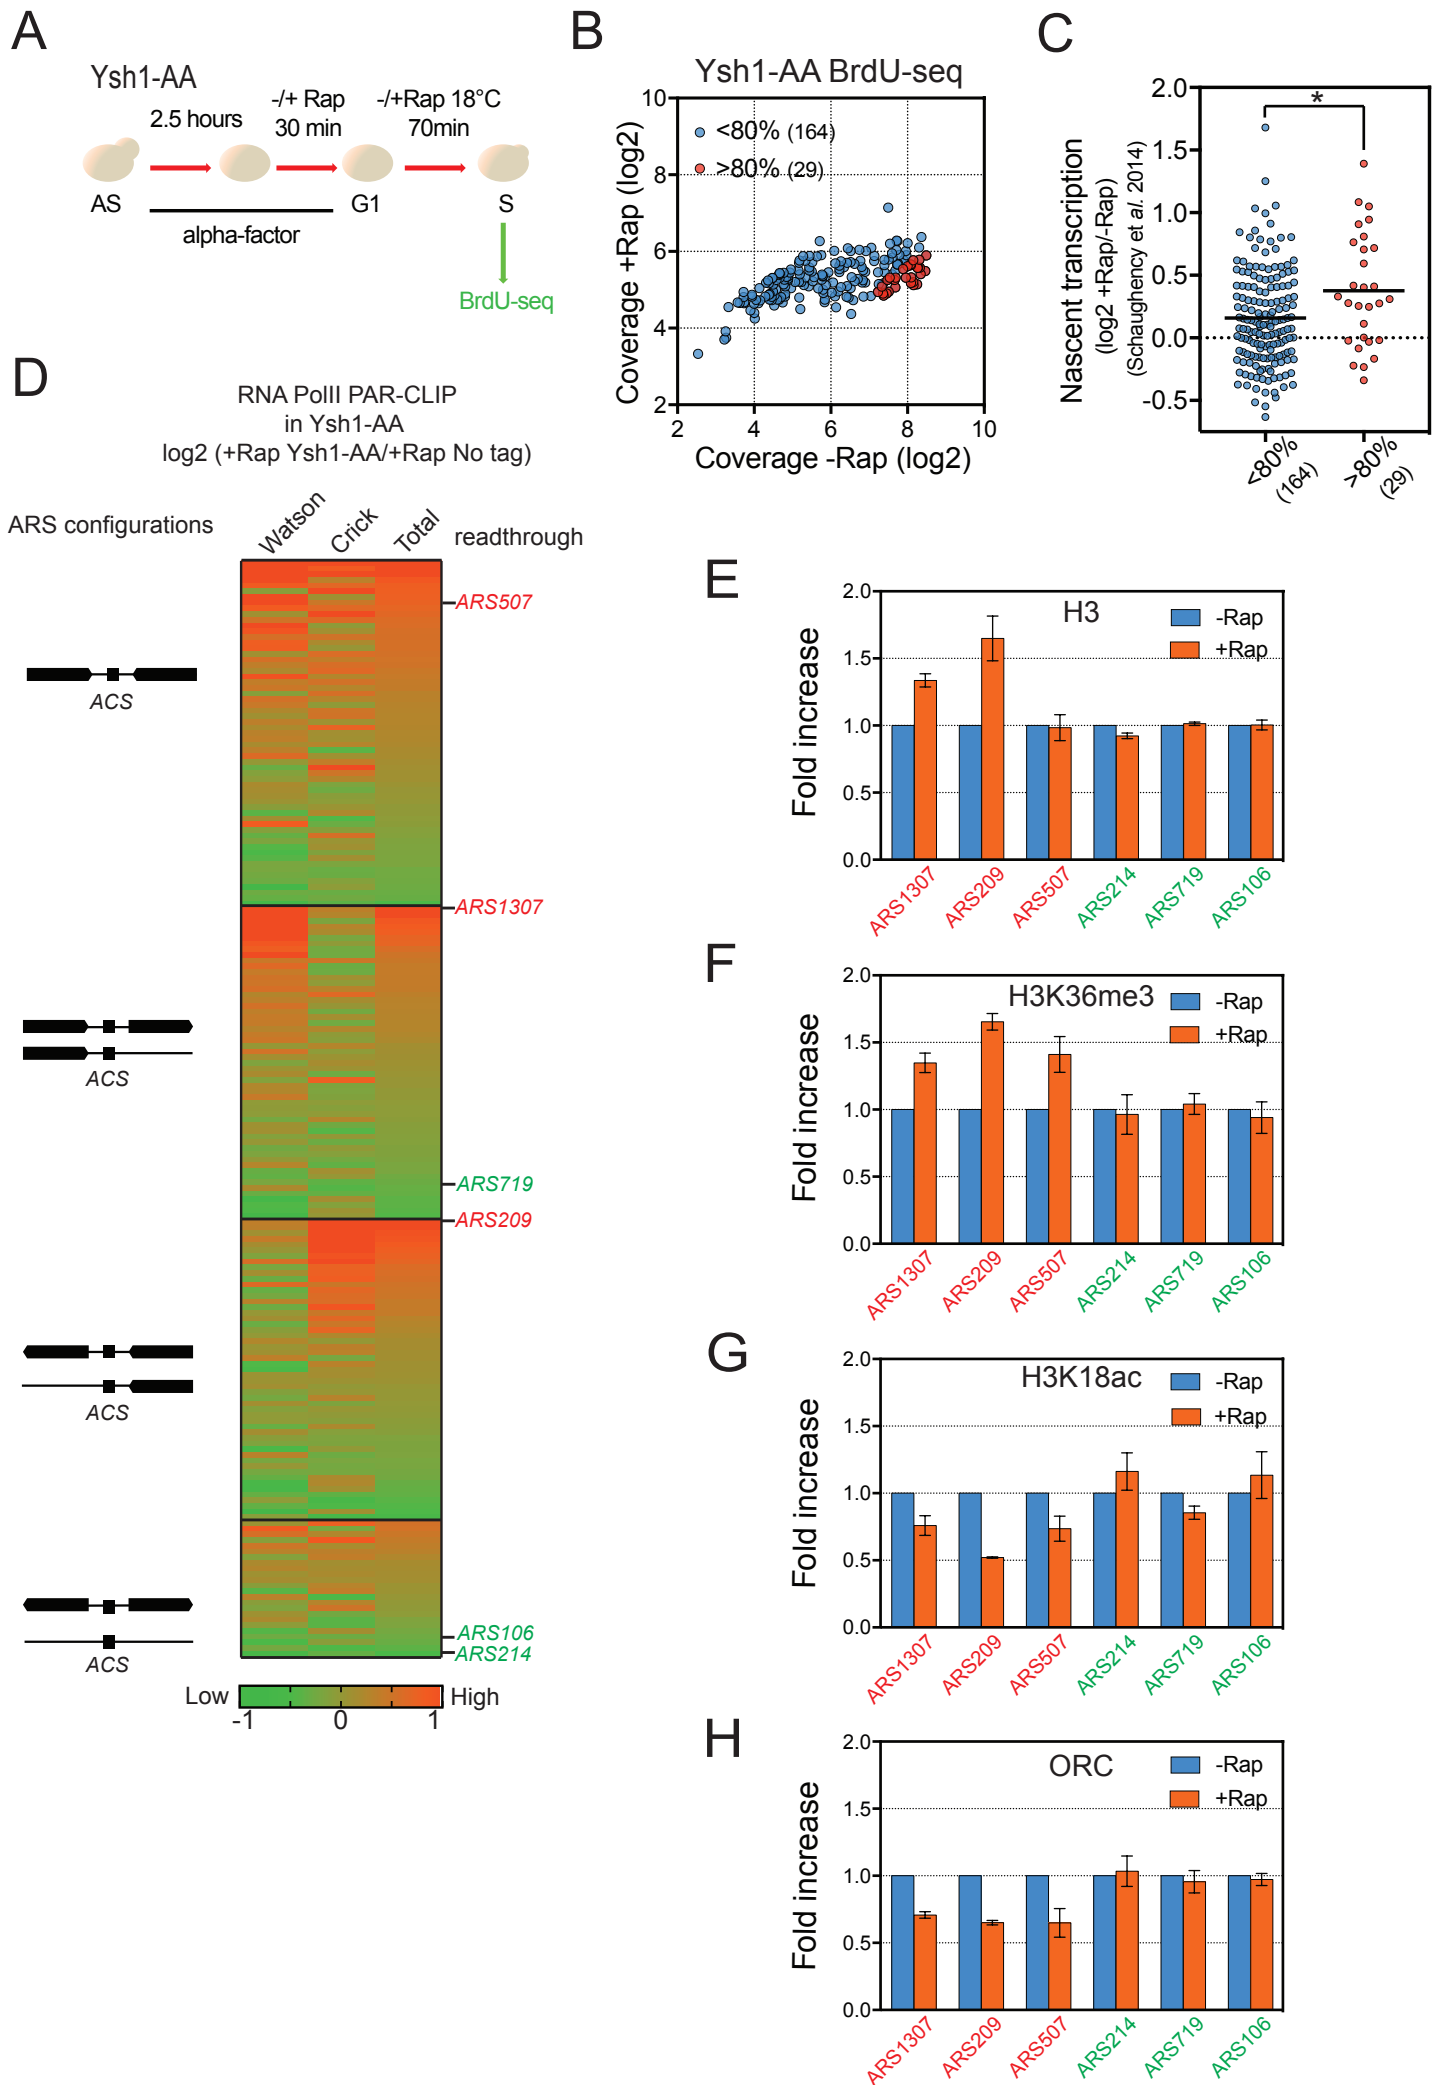 A
Ysh1-AA
2.5 hours
-/+ Rap
30 min
-/+Rap 18°C
70min
AS
G1
S
alpha-factor
BrdU-seq
B
Ysh1-AA BrdU-seq
Coverage +Rap (log2)
10
8
6
4
2
<80% (164)
>80% (29)
2 4 6 8 10
Coverage -Rap (log2)
C
Nascent transcription
(log2 +Rap/-Rap)
(Schaughency et al. 2014)
2.0
1.5
1.0
0.5
0.0
-0.5
*
<80%
(164)
>80%
(29)
D
RNA PolII PAR-CLIP
in Ysh1-AA
log2 (+Rap Ysh1-AA/+Rap No tag)
ARS configurations
Watson
Crick
Total
readthrough
ARS507
ACS
ARS1307
ACS
ARS719
ARS209
ACS
ARS106
ARS214
ACS
Low
High
-1 0 1
E
H3
-Rap
+Rap
Fold increase
2.0
1.5
1.0
0.5
0.0
ARS1307
ARS209
ARS507
ARS214
ARS719
ARS106
F
H3K36me3
-Rap
+Rap
Fold increase
2.0
1.5
1.0
0.5
0.0
ARS1307
ARS209
ARS507
ARS214
ARS719
ARS106
G
H3K18ac
-Rap
+Rap
Fold increase
2.0
1.5
1.0
0.5
0.0
ARS1307
ARS209
ARS507
ARS214
ARS719
ARS106
H
ORC
-Rap
+Rap
Fold increase
2.0
1.5
1.0
0.5
0.0
ARS1307
ARS209
ARS507
ARS214
ARS719
ARS106